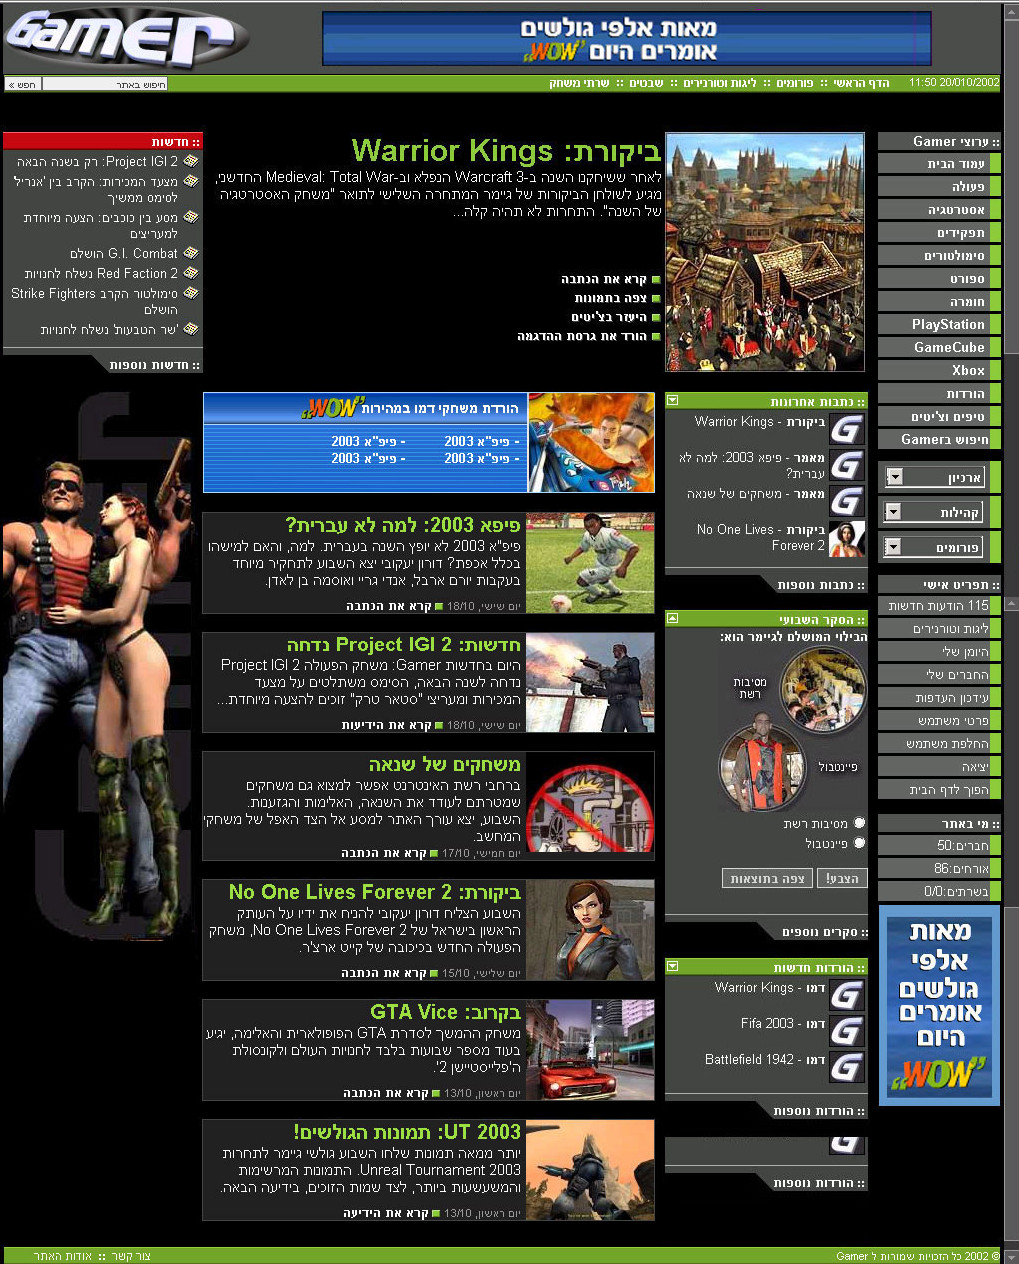 GAMER
מאות אלפי גולשים
אומרים היום "WOW"
11:50 20/010/2002
הדף הראשי :: פורומים :: ליגות וטורנירים :: שבטים :: שרתי משחק
חיפוש באתר
חפש »
:: ערוצי Gamer
עמוד הבית
פעולה
אסטרטגיה
תפקידים
סימולטורים
ספורט
חומרה
PlayStation
GameCube
Xbox
הורדות
טיפים וצ'יטים
חיפוש בGamer
ארכיון
קהילות
פורומים
:: תפריט אישי
115 הודעות חדשות
ליגות וטורנירים
היומן שלי
החברים שלי
עידכון העדפות
פרטי משתמש
החלפת משתמש
יציאה
הפוך לדף הבית
:: מי באתר
חברים:50
אורחים:86
בשרתים:0/0
מאות
אלפי
גולשים
אומרים
היום
"WOW"
ביקורת: Warrior Kings
לאחר ששיחקנו השנה ב-Warcraft 3 הנפלא וב-Medieval: Total War החדשני,
מגיע לשולחן הביקורות של גיימר המתחרה השלישי לתואר "משחק האסטרטגיה
של השנה". התחרות לא תהיה קלה...
קרא את הכתבה
צפה בתמונות
היעזר בצ'יטים
הורד את גרסת ההדגמה
:: חדשות
Project IGI 2: רק בשנה הבאה
מצעד המכירות: הקרב בין 'אנריל'
לסימס ממשיך
מסע בין כוכבים: הצעה מיוחדת
למעריצים
G.I. Combat הושלם
Red Faction 2 נשלח לחנויות
סימולטור הקרב Strike Fighters
הושלם
'שר הטבעות' נשלח לחנויות
:: חדשות נוספות
:: כתבות אחרונות
ביקורת - Warrior Kings
מאמר - פיפא 2003: למה לא
עברית?
מאמר - משחקים של שנאה
ביקורת - No One Lives
Forever 2
:: כתבות נוספות
:: הסקר השבועי
הבילוי המושלם לגיימר הוא:
מסיבות
רשת
פיינטבול
מסיבות רשת
פיינטבול
הצבע!
צפה בתוצאות
:: סקרים נוספים
:: הורדות חדשות
דמו - Warrior Kings
דמו - Fifa 2003
דמו - Battlefield 1942
:: הורדות נוספות
:: הורדות נוספות
הורדת משחקי דמו במהירות "WOW"
- פיפ"א 2003 - פיפ"א 2003
- פיפ"א 2003 - פיפ"א 2003
פיפא 2003: למה לא עברית?
פיפ"א 2003 לא יופץ השנה בעברית. למה, והאם למישהו
בכלל אכפת? דורון יעקובי יצא השבוע לתחקיר מיוחד
בעקבות יורם ארבל, אנדי גריי ואוסמה בן לאדן.
יום שישי, 18/10 קרא את הכתבה
חדשות: Project IGI 2 נדחה
היום בחדשות Gamer: משחק הפעולה Project IGI 2
נדחה לשנה הבאה, הסימס משתלטים על מצעד
המכירות ומעריצי "סטאר טרק" זוכים להצעה מיוחדת...
יום שישי, 18/10 קרא את הידיעות
משחקים של שנאה
ברחבי רשת האינטרנט אפשר למצוא גם משחקים
שמטרתם לעודד את השנאה, האלימות והגזענות.
השבוע, יצא עורך האתר למסע אל הצד האפל של משחקי
המחשב.
יום חמישי, 17/10 קרא את הכתבה
ביקורת: No One Lives Forever 2
השבוע הצליח דורון יעקובי להניח את ידיו על העותק
הראשון בישראל של No One Lives Forever 2, משחק
הפעולה החדש בכיכובה של קייט ארצ'ר.
יום שלישי, 15/10 קרא את הכתבה
בקרוב: GTA Vice
משחק ההמשך לסדרת GTA הפופולארית והאלימה, יגיע
בעוד מספר שבועות בלבד לחנויות העולם ולקונסולת
ה'פלייסטיישן 2'.
יום ראשון, 13/10 קרא את הכתבה
UT 2003: תמונות הגולשים!
יותר ממאה תמונות שלחו השבוע גולשי גיימר לתחרות
Unreal Tournament 2003. התמונות המרשימות
והמשעשעות ביותר, לצד שמות הזוכים, בידיעה הבאה.
יום ראשון, 13/10 קרא את הידיעה
© 2002 כל הזכויות שמורות ל Gamer
צור קשר :: אודות האתר